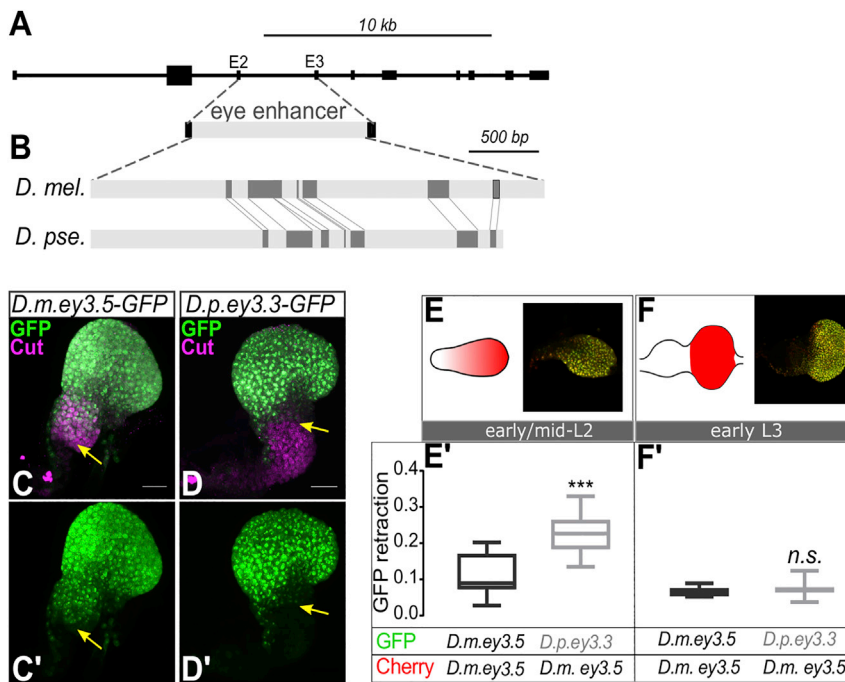 A
10 kb
E2
E3
eye enhancer
B
500 bp
D. mel.
D. pse.
D.m.ey3.5-GFP
D.p.ey3.3-GFP
GFP
Cut
GFP
Cut
C
D
C'
D'
E
F
early/mid-L2
early L3
E'
F'
0.4
0.3
0.2
0.1
0.0
GFP retraction
***
n.s.
GFP
D.m.ey3.5
D.p.ey3.3
D.m.ey3.5
D.p.ey3.3
Cherry
D.m.ey3.5
D.m. ey3.5
D.m. ey3.5
D.m. ey3.5